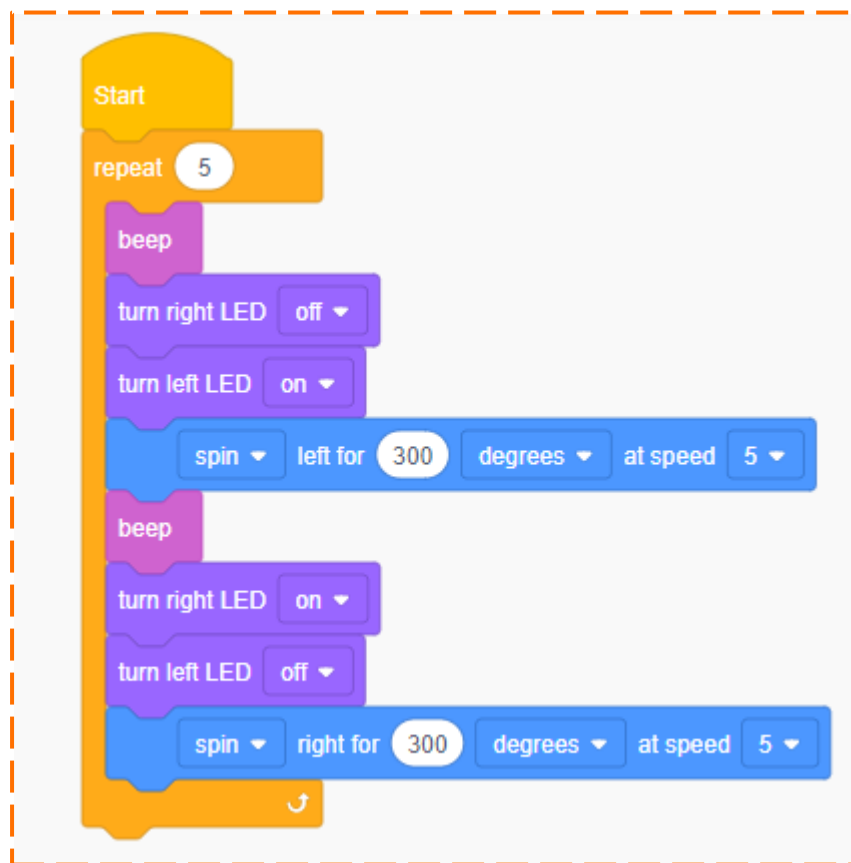 Start
repeat 5
beep
turn right LED off
turn left LED on
spin left for 300 degrees at speed 5
beep
turn right LED on
turn left LED off
spin right for 300 degrees at speed 5